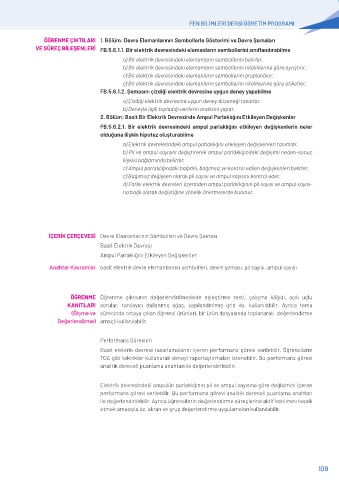 FEN BİLİMLERİ DERSİ ÖĞRETİM PROGRAMI
ÖĞRENME ÇIKTILARI VE SÜREÇ BİLEŞENLERİ
1. Bölüm: Devre Elemanlarının Sembollerle Gösterimi ve Devre Şemaları
FB.5.6.1.1. Bir elektrik devresindeki elemanların sembollerini sınıflandırabilme
a) Bir elektrik devresindeki elemanların sembollerini belirler.
b) Bir elektrik devresindeki elemanların sembollerini niteliklerine göre ayrıştırır.
c) Bir elektrik devresindeki elemanların sembollerini gruplandırır.
ç) Bir elektrik devresindeki elemanların sembollerini niteliklerine göre etiketler.
FB.5.6.1.2. Şemasını çizdiği elektrik devresine uygun deney yapabilme
a) Çizdiği elektrik devresine uygun deney düzeneği tasarlar.
b) Deneyle ilgili topladığı verilerin analizini yapar.
2. Bölüm: Basit Bir Elektrik Devresinde Ampul Parlaklığını Etkileyen Değişkenler
FB.5.6.2.1. Bir elektrik devresindeki ampul parlaklığını etkileyen değişkenlerin neler
olduğuna ilişkin hipotez oluşturabilme
a) Elektrik devrelerindeki ampul parlaklığını etkileyen değişkenleri tanımlar.
b) Pil ve ampul sayısını değiştirerek ampul parlaklığındaki değişimi neden-sonuç
ilişkisi bağlamında belirler.
c) Ampul parlaklığındaki bağımlı, bağımsız ve kontrol edilen değişkenleri belirler.
ç) Bağımsız değişken olarak pil sayısı ve ampul sayısını kontrol eder.
d) Farklı elektrik devreleri üzerinden ampul parlaklığının pil sayısı ve ampul sayısı-
na bağlı olarak değiştiğine yönelik önermelerde bulunur.
İÇERİK ÇERÇEVESİ
Devre Elemanlarının Sembolleri ve Devre Şeması
Basit Elektrik Devresi
Ampul Parlaklığını Etkileyen Değişkenler
Anahtar Kavramlar
basit elektrik devre elemanlarının sembolleri, devre şeması, pil sayısı, ampul sayısı
ÖĞRENME KANITLARI (Ölçme ve Değerlendirme)
Öğrenme çıktısının değerlendirilmesinde eşleştirme testi, çalışma kâğıdı, açık uçlu
sorular, tanılayıcı dallanmış ağaç, yapılandırılmış grid vb. kullanılabilir. Ayrıca tema
sürecinde ortaya çıkan öğrenci ürünleri, bir ürün dosyasında toplanarak, değerlendirme
amaçlı kullanılabilir.
Performans Görevleri
Basit elektrik devresi tasarlamaları içeren performans görevi verilebilir. Öğrencilerin
TGA gibi teknikler kullanarak deneyi raporlaştırmaları istenebilir. Bu performans görevi
analitik dereceli puanlama anahtarı ile değerlendirilebilir.
Elektrik devresindeki ampulün parlaklığının pil ve ampul sayısına göre değişimini içeren
performans görevi verilebilir. Bu performans görevi analitik dereceli puanlama anahtarı
ile değerlendirilebilir. Ayrıca öğrencilerin değerlendirme süreçlerine aktif katılımını teşvik
etmek amacıyla öz, akran ve grup değerlendirme uygulamaları kullanılabilir.
109